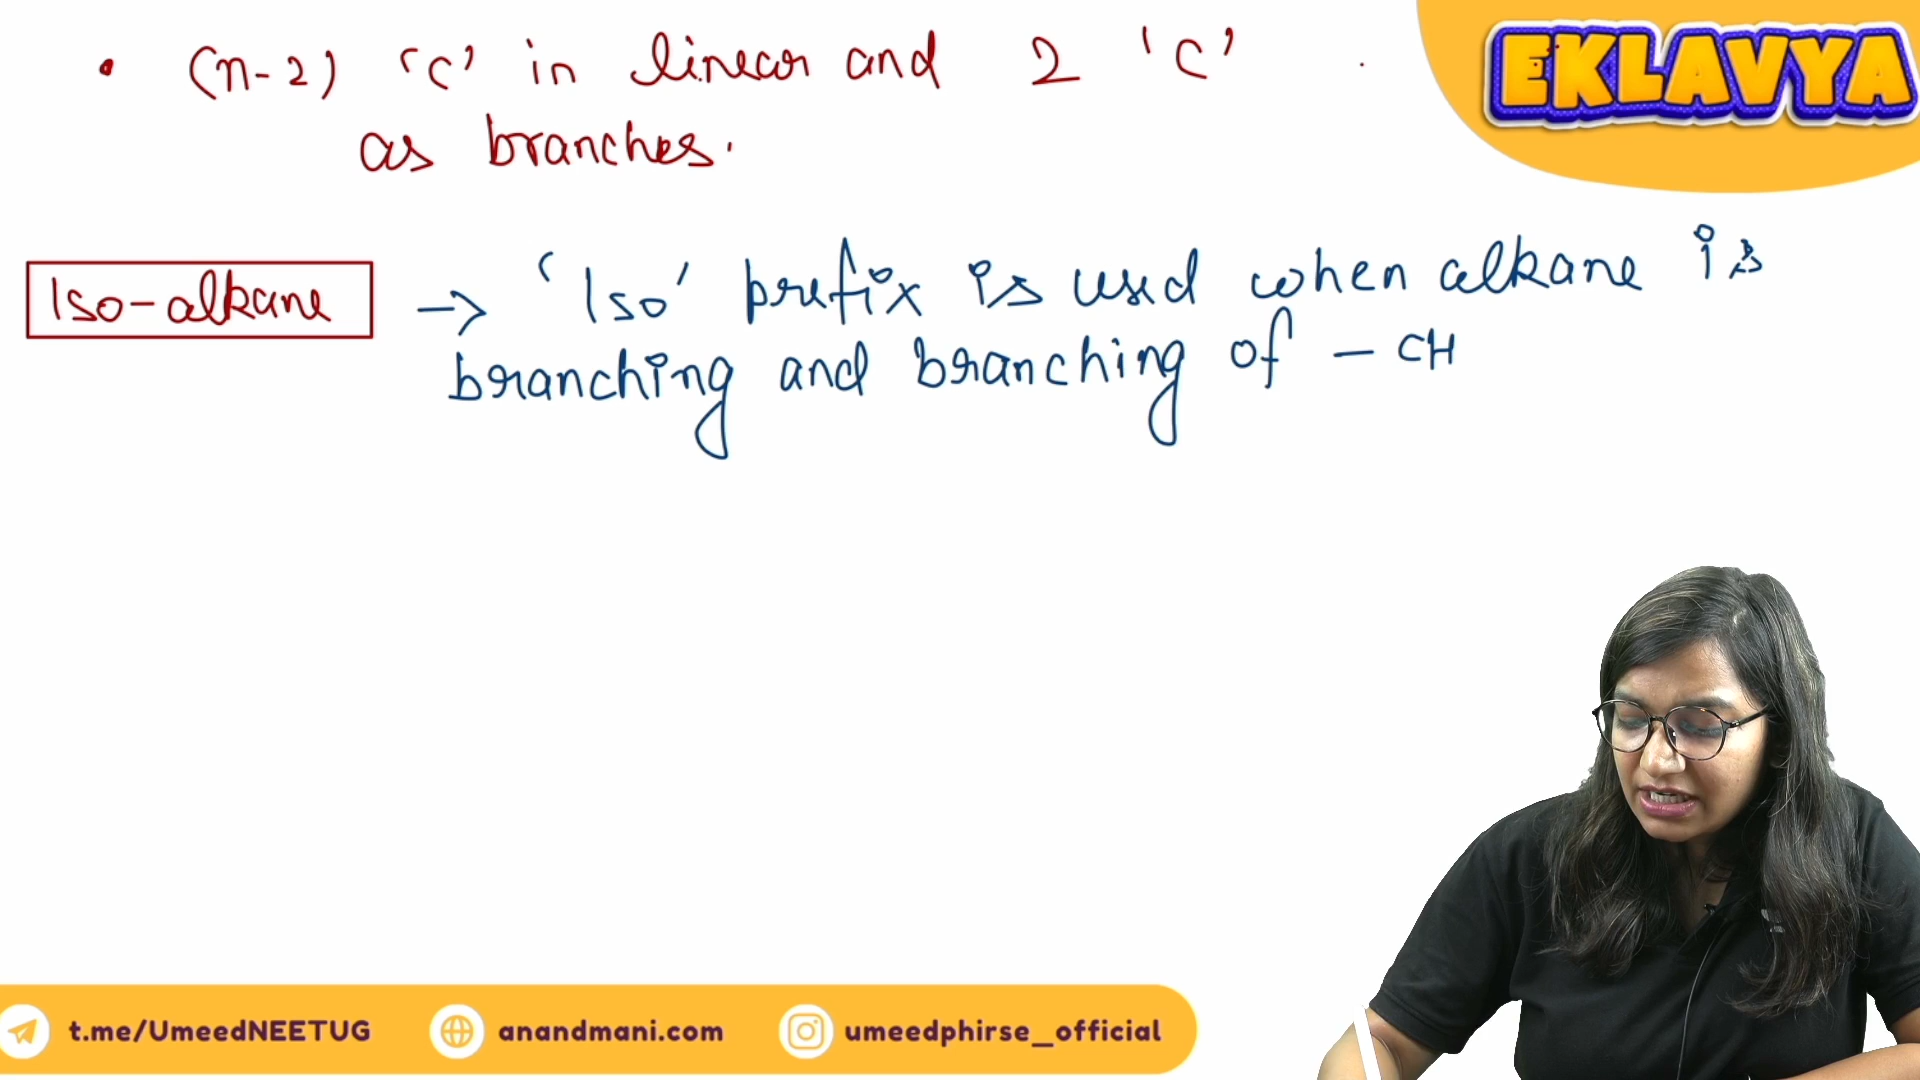 • (n-2) 'C' in linear and 2 'C'
as branches.
EKLAVYA
Iso-alkane → 'Iso' prefix is used when alkane is
branching and branching of - CH
t.me/UmeedNEETUG anandmani.com umeedphirse_official